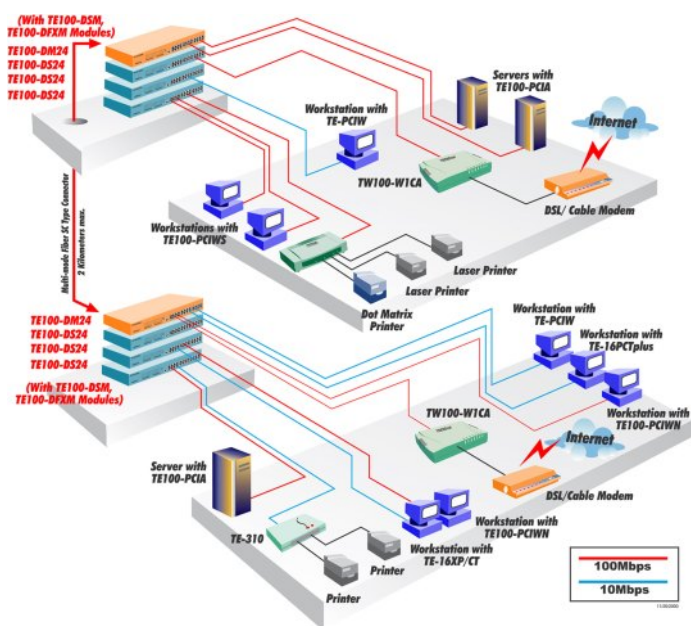 (With TE100-DSM,
TE100-DFXM Modules)
TE100-DM24
TE100-DS24
TE100-DS24
TE100-DS24
Servers with
TE100-PCIA
Workstation with
TE-PCIW
Internet
TW100-W1CA
DSL/ Cable Modem
Workstations with
TE100-PCIWS
Laser Printer
Laser Printer
Dot Matrix
Printer
Multi-mode Fiber SC Type Connector
2 Kilometers max.
TE100-DM24
TE100-DS24
TE100-DS24
TE100-DS24
(With TE100-DSM,
TE100-DFXM Modules)
Workstation with
TE-PCIW
Workstation with
TE-16PCTplus
Workstation with
TE100-PCIWN
TW100-W1CA
Internet
DSL/Cable Modem
Server with
TE100-PCIA
Workstation with
TE100-PCIWN
Workstation with
TE-16XP/CT
TE-310
Printer
Printer
100Mbps
10Mbps